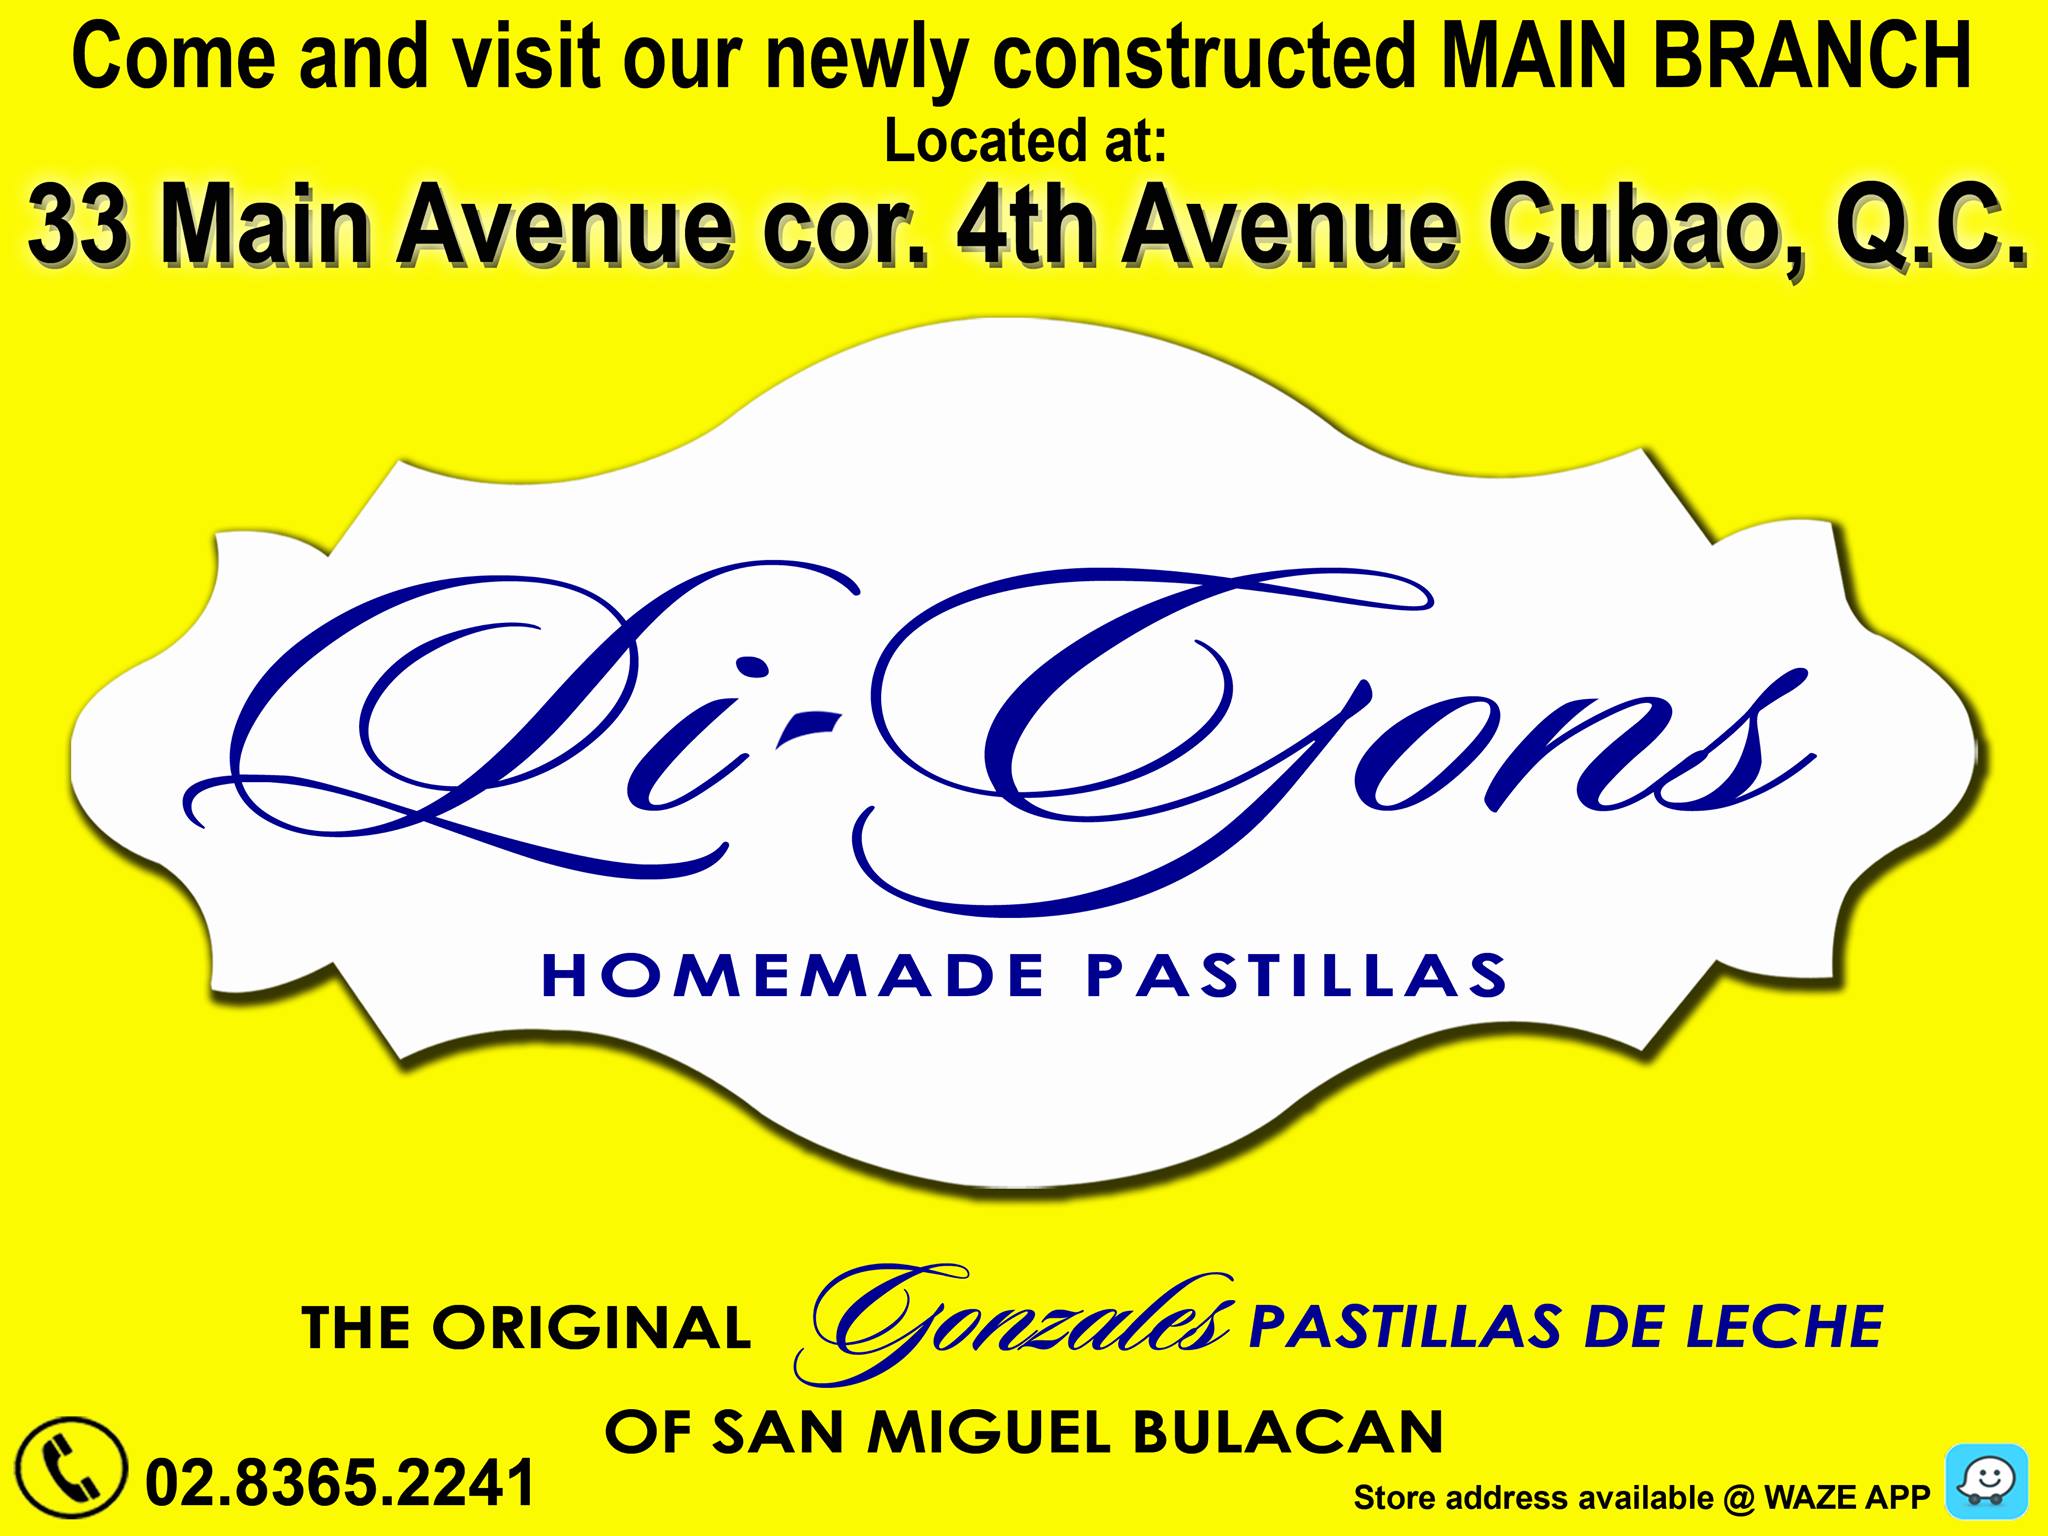 Come and visit our newly constructed MAIN BRANCH
Located at:
33 Main Avenue cor. 4th Avenue Cubao, Q.C.
Li-Gons
HOMEMADE PASTILLAS
THE ORIGINAL Gonzales PASTILLAS DE LECHE
OF SAN MIGUEL BULACAN
02.8365.2241
Store address available @ WAZE APP